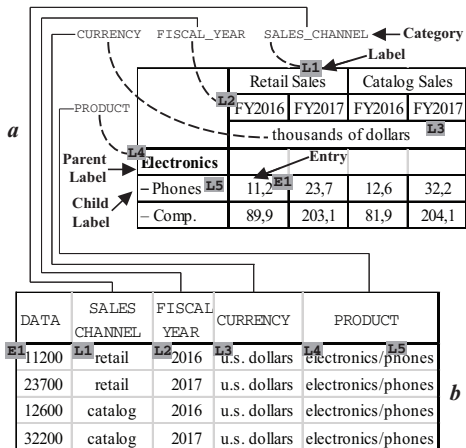 CURRENCY FISCAL_YEAR SALES_CHANNEL Category
Label
L1
Retail Sales Catalog Sales
L2 FY2016 FY2017 FY2016 FY2017
PRODUCT
thousands of dollars L3
a
L4
Parent Label
Electronics
Entry
– Phones L5 11,2 E1 23,7 12,6 32,2
Child Label
– Comp. 89,9 203,1 81,9 204,1
DATA SALES CHANNEL FISCAL YEAR CURRENCY PRODUCT
E1 11200 L1 retail L2 2016 L3 u.s. dollars L4 electronics/phones L5
23700 retail 2017 u.s. dollars electronics/phones
b
12600 catalog 2016 u.s. dollars electronics/phones
32200 catalog 2017 u.s. dollars electronics/phones